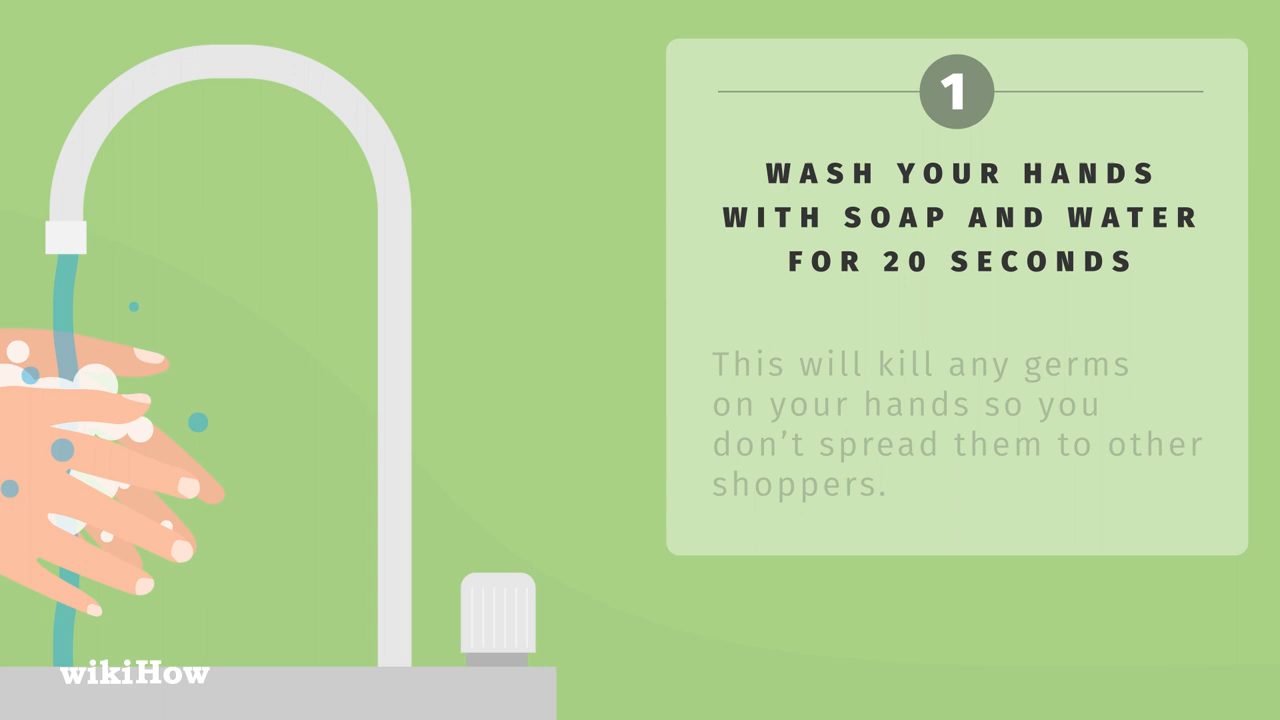 1
WASH YOUR HANDS
WITH SOAP AND WATER
FOR 20 SECONDS
This will kill any germs
on your hands so you
don’t spread them to other
shoppers.
wikiHow